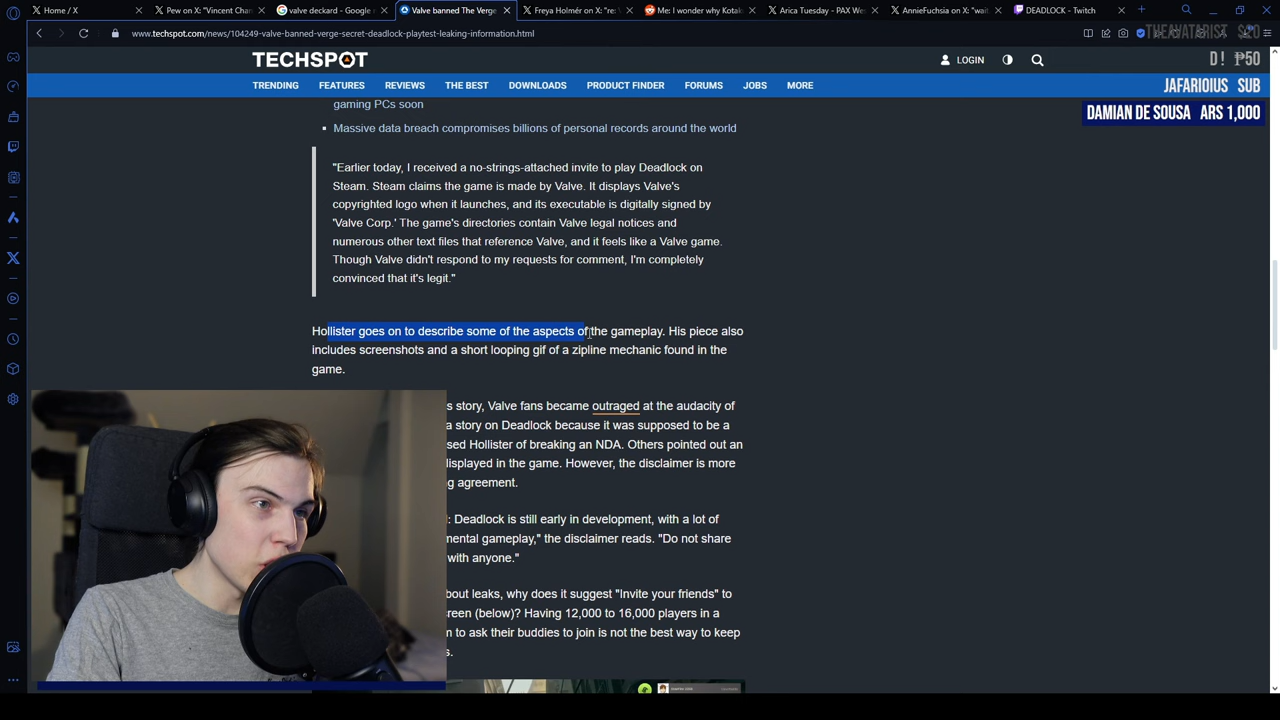 Home / X
Pew on X: "Vincent Chan
valve deckard - Google
Valve banned The Verge
Freya Holmér on X: "re: V
Me: I wonder why Kotak
Arica Tuesday - PAX We
AnnieFuchsia on X: "wait
DEADLOCK - Twitch
www.techspot.com/news/104249-valve-banned-verge-secret-deadlock-playtest-leaking-information.html
THEAVATARIST $20
TECHSPOT
LOGIN
D! ₱50
TRENDING FEATURES REVIEWS THE BEST DOWNLOADS PRODUCT FINDER FORUMS JOBS MORE
JAFARIOIUS SUB
DAMIAN DE SOUSA ARS 1,000
gaming PCs soon
Massive data breach compromises billions of personal records around the world
"Earlier today, I received a no-strings-attached invite to play Deadlock on
Steam. Steam claims the game is made by Valve. It displays Valve's
copyrighted logo when it launches, and its executable is digitally signed by
'Valve Corp.' The game's directories contain Valve legal notices and
numerous other text files that reference Valve, and it feels like a Valve game.
Though Valve didn't respond to my requests for comment, I'm completely
convinced that it's legit."
Hollister goes on to describe some of the aspects of the gameplay. His piece also
includes screenshots and a short looping gif of a zipline mechanic found in the
game.
s story, Valve fans became outraged at the audacity of
a story on Deadlock because it was supposed to be a
sed Hollister of breaking an NDA. Others pointed out an
isplayed in the game. However, the disclaimer is more
g agreement.
: Deadlock is still early in development, with a lot of
mental gameplay," the disclaimer reads. "Do not share
with anyone."
bout leaks, why does it suggest "Invite your friends" to
reen (below)? Having 12,000 to 16,000 players in a
m to ask their buddies to join is not the best way to keep
s.